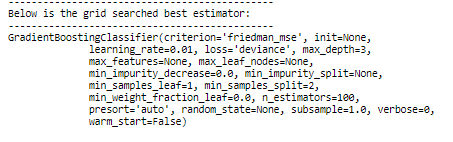 ----------------------------------------------
Below is the grid searched best estimator:
----------------------------------------------
GradientBoostingClassifier(criterion='friedman_mse', init=None,
learning_rate=0.01, loss='deviance', max_depth=3,
max_features=None, max_leaf_nodes=None,
min_impurity_decrease=0.0, min_impurity_split=None,
min_samples_leaf=1, min_samples_split=2,
min_weight_fraction_leaf=0.0, n_estimators=100,
presort='auto', random_state=None, subsample=1.0, verbose=0,
warm_start=False)